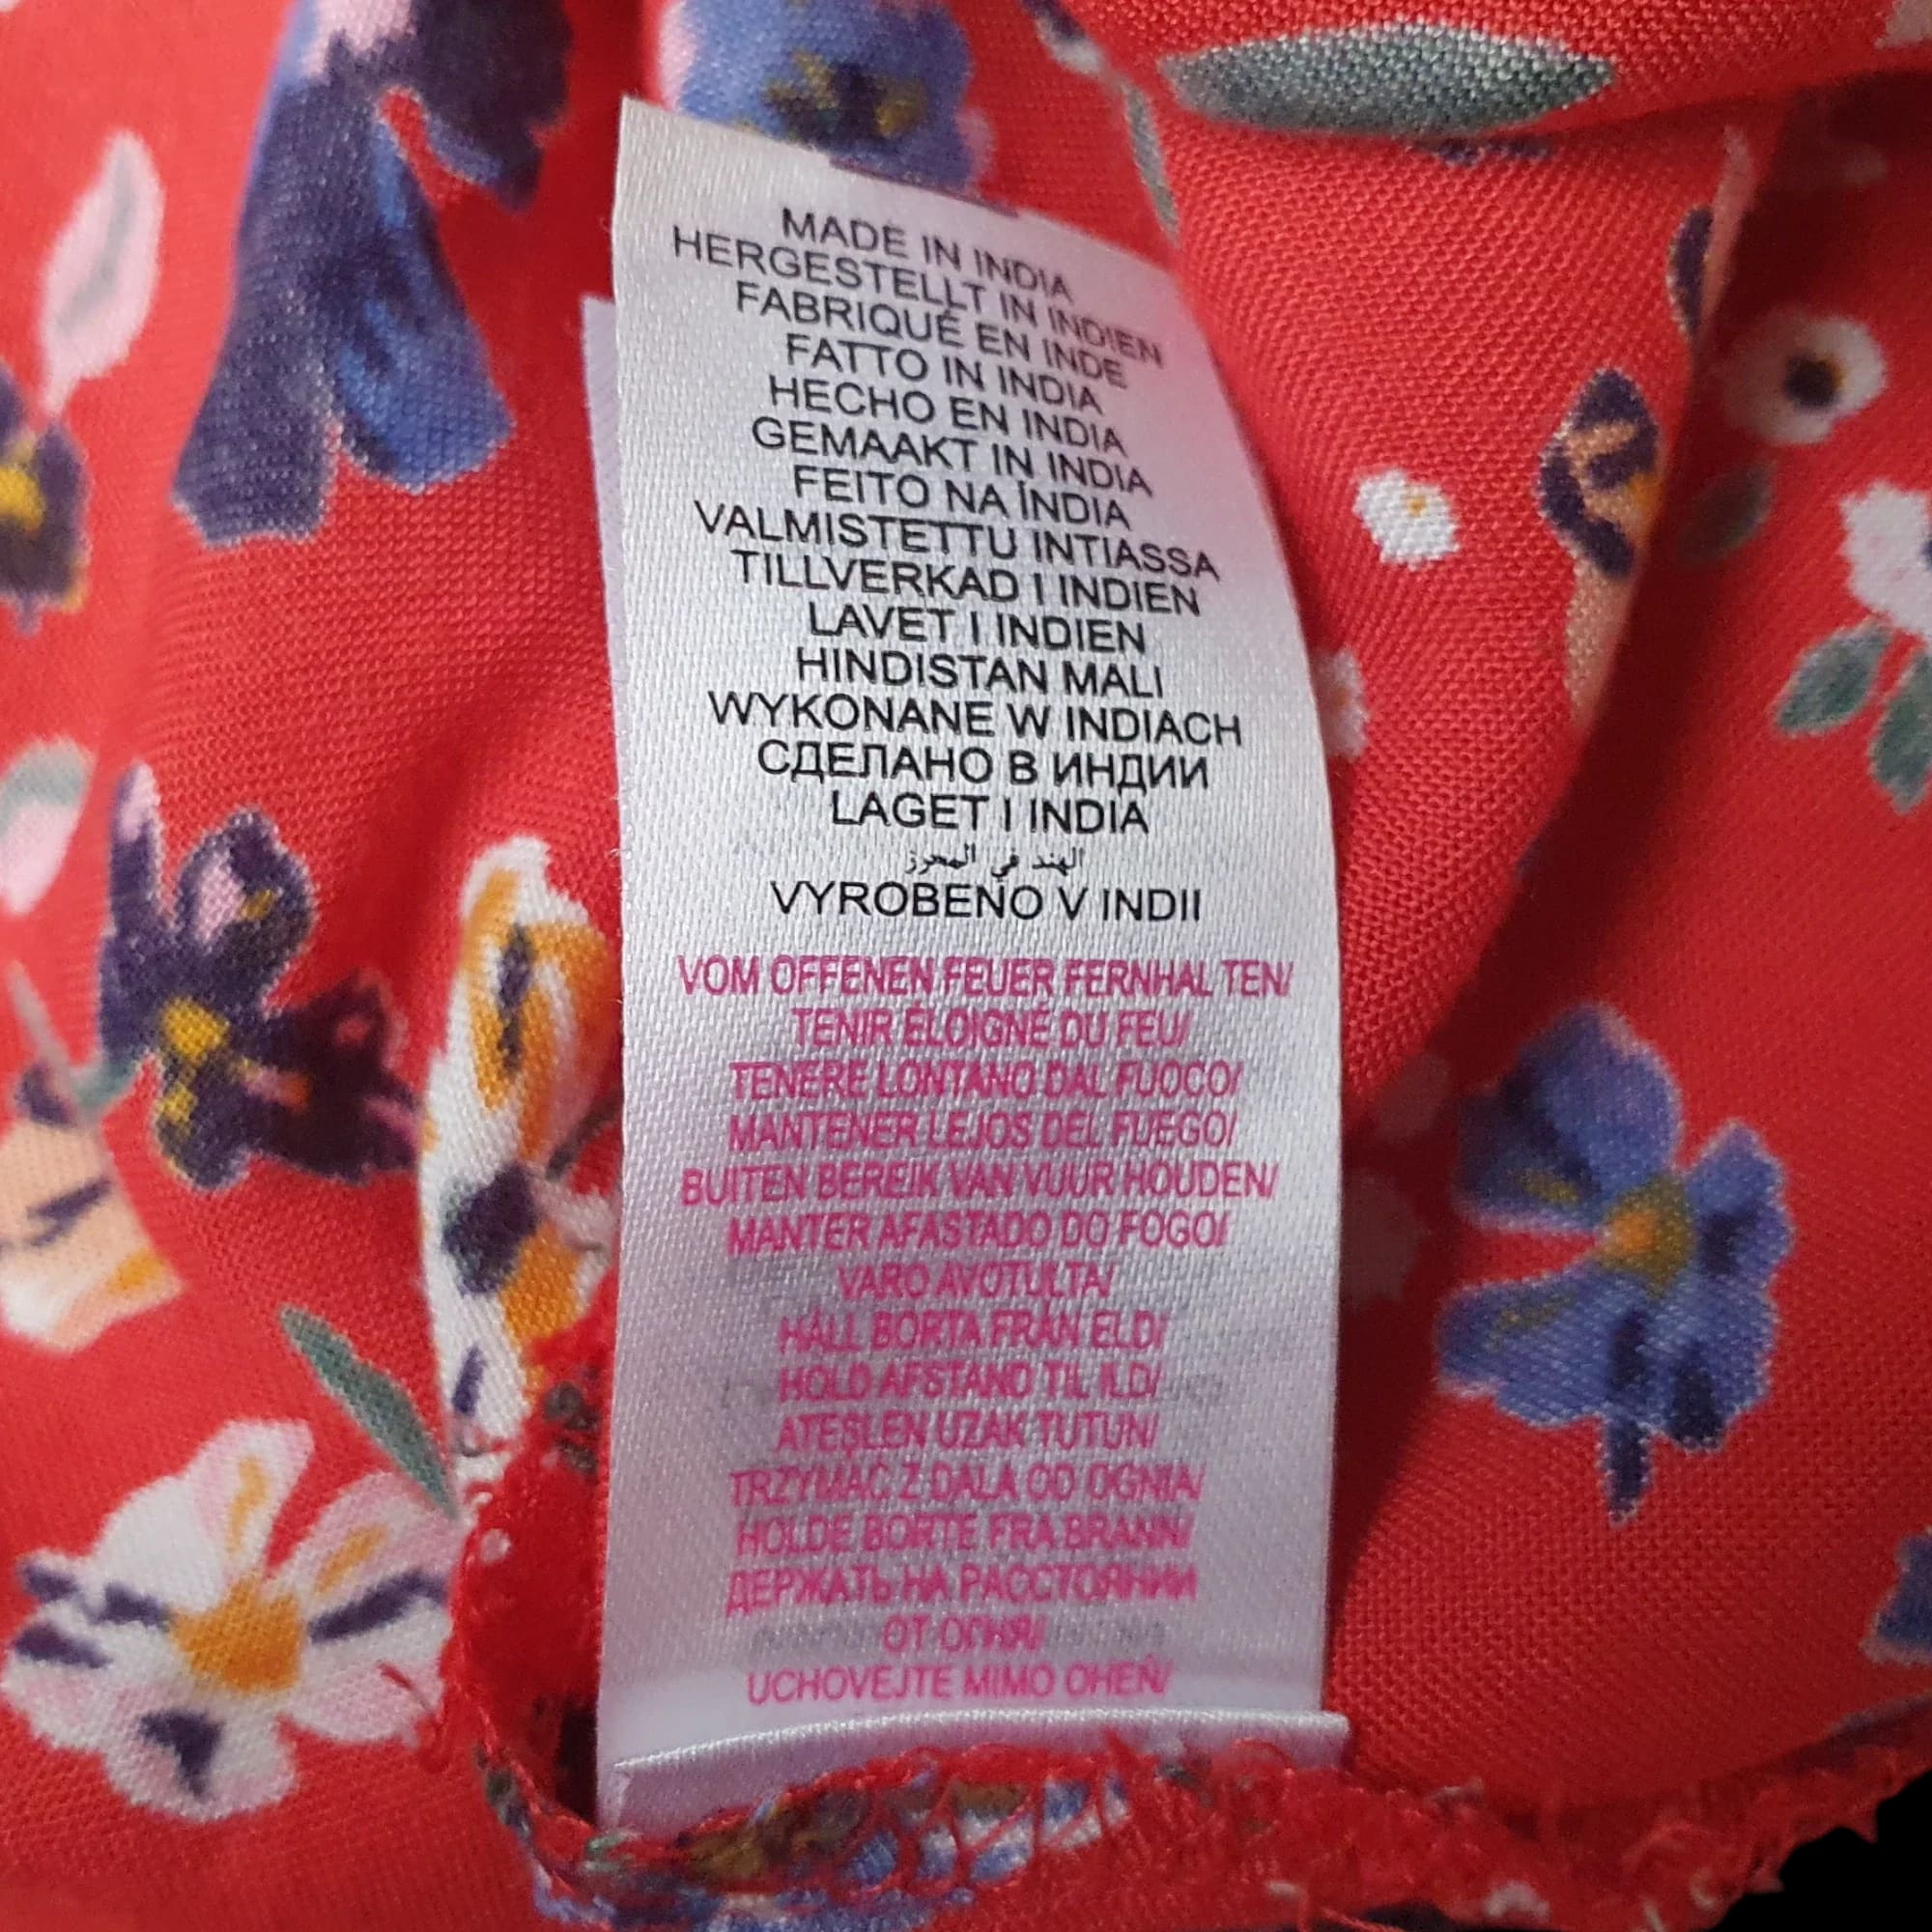 MADE IN INDIA
HERGESTELLT IN INDIEN
FABRIQUÉ EN INDE
FATTO IN INDIA
HECHO EN INDIA
GEMAAKT IN INDIA
FEITO NA ÍNDIA
VALMISTETTU INTIASSA
TILLVERKAD I INDIEN
LAVET I INDIEN
HINDISTAN MALI
WYKONANE W INDIACH
СДЕЛАНО В ИНДИИ
LAGET I INDIA
الهند في المحرز
VYROBENO V INDII
VOM OFFENEN FEUER FERNHAL TEN/
TENIR ÉLOIGNÉ DU FEU/
TENERE LONTANO DAL FUOCO/
MANTENER LEJOS DEL FUEGO/
BUITEN BEREIK VAN VUUR HOUDEN/
MANTER AFASTADO DO FOGO/
VARO AVOTULTA/
HÅLL BORTA FRÅN ELD/
HOLD AFSTAND TIL ILD/
ATEŞLEN UZAK TUTUN/
TRZYMAĆ Z DALA OD OGNIA/
HOLDE BORTE FRA BRANN/
ДЕРЖАТЬ НА РАССТОЯНИИ
ОТ ОГНЯ/
UCHOVEJTE MIMO OHEŇ/